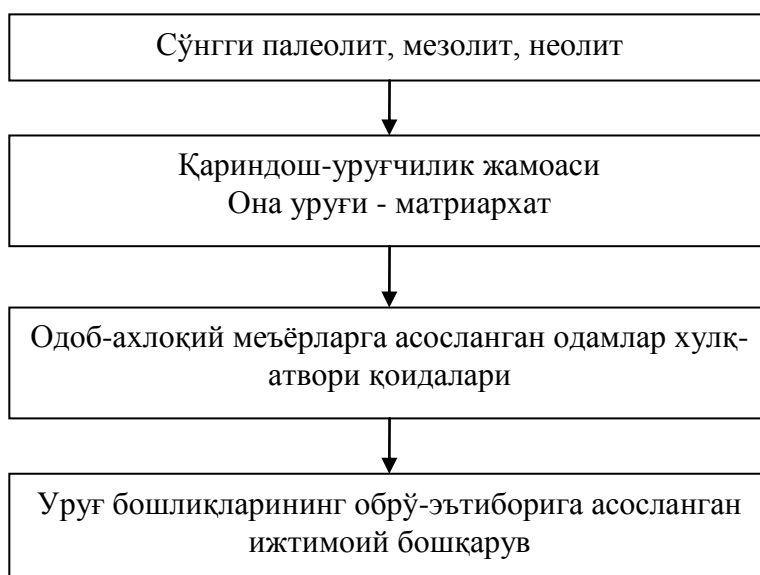 Сўнгги палеолит, мезолит, неолит
Қариндош-уруғчилик жамоаси
Она уруғи - матриархат
Одоб-ахлоқий меъёрларга асосланган одамлар хулқ-
атвори қоидалари
Уруғ бошлиқларининг обрў-эътиборига асосланган
ижтимоий бошқарув